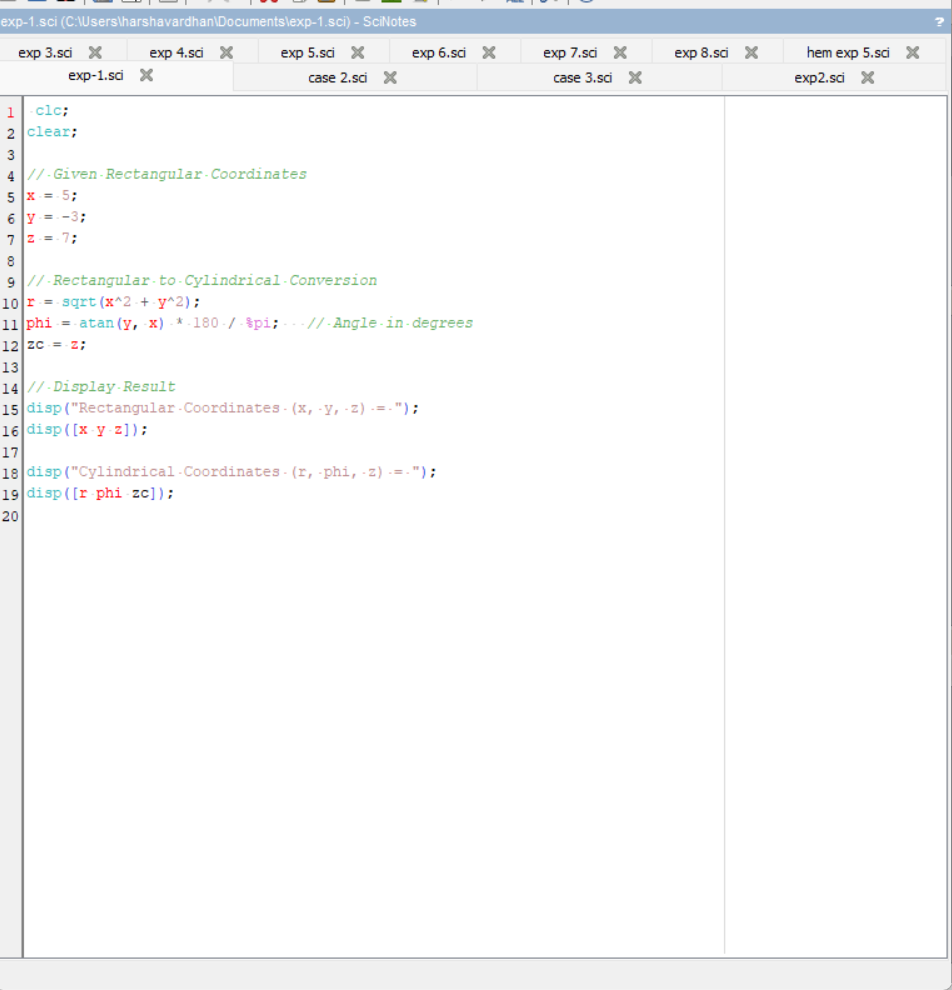 exp-1.sci (C:\Users\harshavardhan\Documents\exp-1.sci) - SciNotes ?
exp 3.sci exp 4.sci exp 5.sci exp 6.sci exp 7.sci exp 8.sci hem exp 5.sci
exp-1.sci case 2.sci case 3.sci exp2.sci
1 clc;
2 clear;
3
4 // Given Rectangular Coordinates
5 x = 5;
6 y = -3;
7 z = 7;
8
9 // Rectangular to Cylindrical Conversion
10 r = sqrt(x^2 + y^2);
11 phi = atan(y, x) * 180 / %pi;   // Angle in degrees
12 zc = z;
13
14 // Display Result
15 disp("Rectangular Coordinates (x, y, z) = ");
16 disp([x y z]);
17
18 disp("Cylindrical Coordinates (r, phi, z) = ");
19 disp([r phi zc]);
20